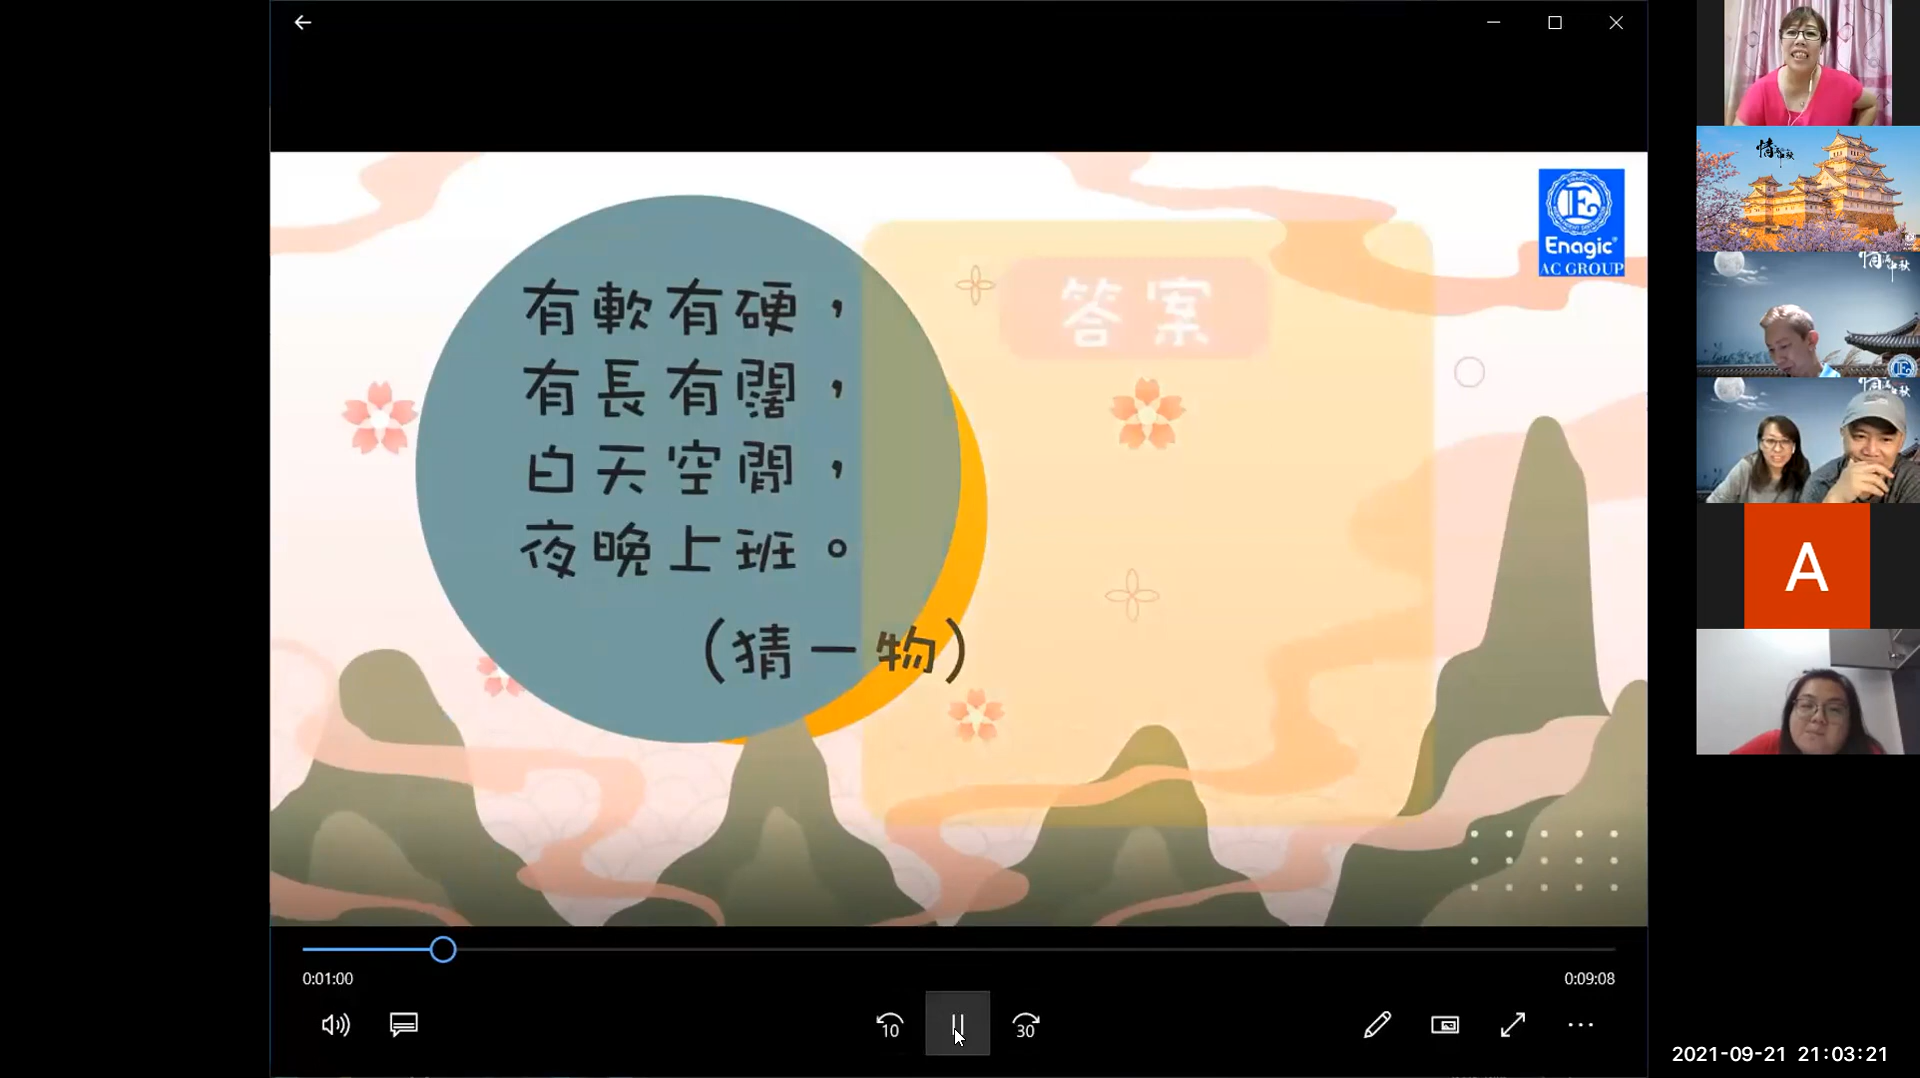 有軟有硬，
有長有闊，
白天空閒，
夜晚上班。
（猜一物）
答案
Enagic®
AC GROUP
0:01:00
0:09:08
10
30
A
2021-09-21 21:03:21